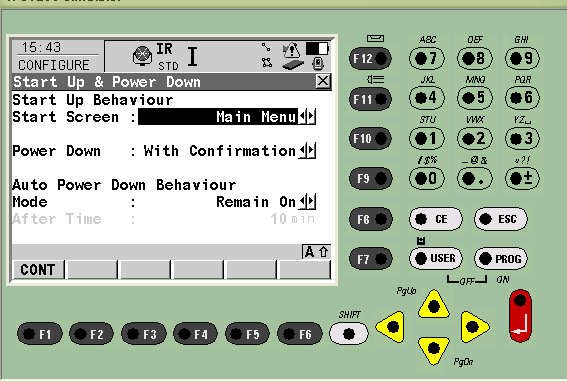 15:43
CONFIGURE
IR
STD
I
Start Up & Power Down
Start Up Behaviour
Start Screen : Main Menu
Power Down : With Confirmation
Auto Power Down Behaviour
Mode : Remain On
After Time : 10 min
A
CONT
F12
F11
F10
F9
F8
F7
ABC DEF GHI
7 8 9
JKL MNO PQR
4 5 6
STU VWX YZ
1 2 3
/$% _@& *?!
0 . ±
CE ESC
USER PROG
OFF ON
PgUp
PgDn
SHIFT
F1 F2 F3 F4 F5 F6